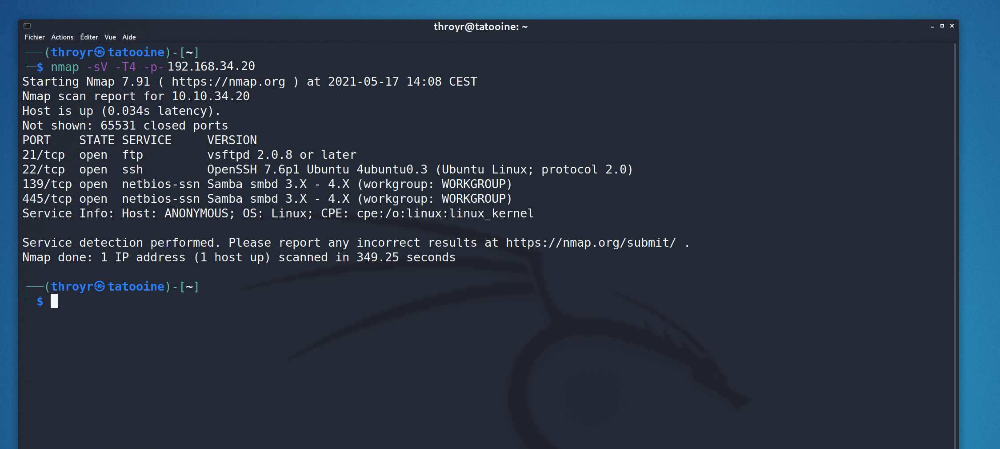 throyr@tatooine: ~
Fichier Actions Éditer Vue Aide
┌──(throyr㉿tatooine)-[~]
└─$ nmap -sV -T4 -p- 192.168.34.20
Starting Nmap 7.91 ( https://nmap.org ) at 2021-05-17 14:08 CEST
Nmap scan report for 10.10.34.20
Host is up (0.034s latency).
Not shown: 65531 closed ports
PORT    STATE SERVICE     VERSION
21/tcp  open  ftp         vsftpd 2.0.8 or later
22/tcp  open  ssh         OpenSSH 7.6p1 Ubuntu 4ubuntu0.3 (Ubuntu Linux; protocol 2.0)
139/tcp open  netbios-ssn Samba smbd 3.X - 4.X (workgroup: WORKGROUP)
445/tcp open  netbios-ssn Samba smbd 3.X - 4.X (workgroup: WORKGROUP)
Service Info: Host: ANONYMOUS; OS: Linux; CPE: cpe:/o:linux:linux_kernel
Service detection performed. Please report any incorrect results at https://nmap.org/submit/ .
Nmap done: 1 IP address (1 host up) scanned in 349.25 seconds
┌──(throyr㉿tatooine)-[~]
└─$